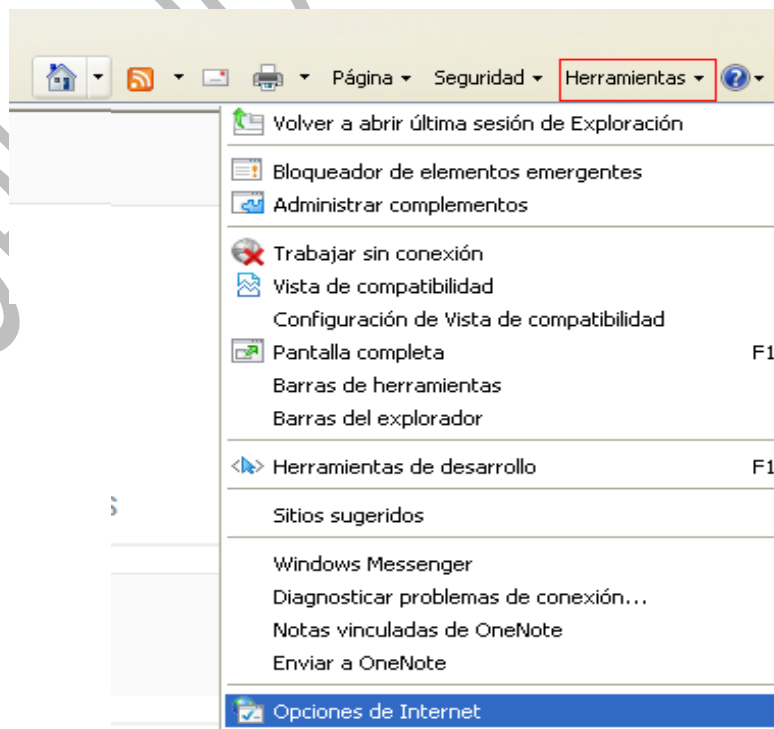 Página Seguridad Herramientas
Volver a abrir última sesión de Exploración
Bloqueador de elementos emergentes
Administrar complementos
Trabajar sin conexión
Vista de compatibilidad
Configuración de Vista de compatibilidad
Pantalla completa F1
Barras de herramientas
Barras del explorador
Herramientas de desarrollo F1
Sitios sugeridos
Windows Messenger
Diagnosticar problemas de conexión...
Notas vinculadas de OneNote
Enviar a OneNote
Opciones de Internet